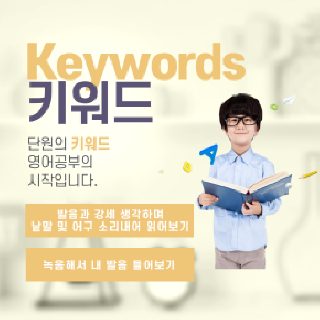 Keywords
키워드
단원의 키워드
영어공부의
시작입니다.
발음과 강세 생각하며
낱말 및 어구 소리내어 읽어보기
녹음해서 내 발음 들어보기